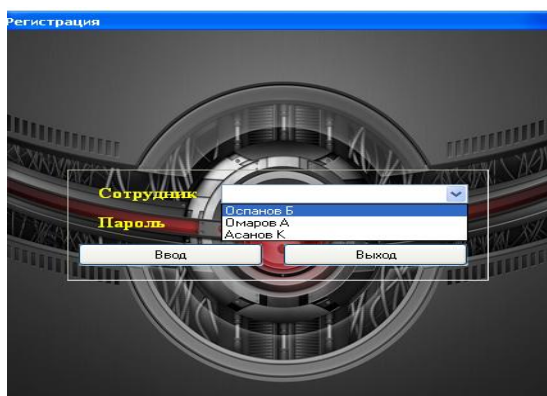 Регистрация
Сотрудник
Оспанов Б
Пароль
Омаров А
Асанов К
Ввод Выход